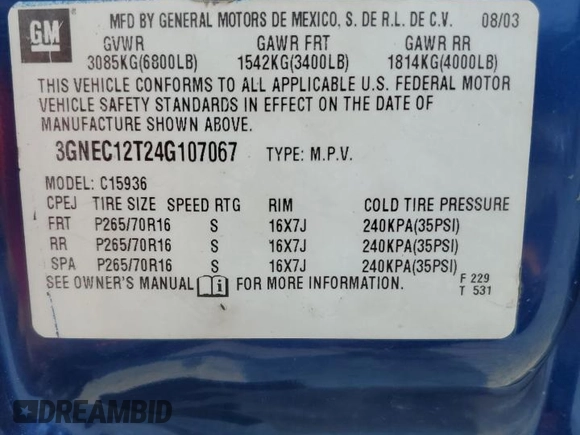 GM
MFD BY GENERAL MOTORS DE MEXICO, S. DE R.L. DE C.V. 08/03
GVWR GAWR FRT GAWR RR
3085KG(6800LB) 1542KG(3400LB) 1814KG(4000LB)
THIS VEHICLE CONFORMS TO ALL APPLICABLE U.S. FEDERAL MOTOR
VEHICLE SAFETY STANDARDS IN EFFECT ON THE DATE OF
MANUFACTURE SHOWN ABOVE.
3GNEC12T24G107067 TYPE: M.P.V.
MODEL: C15936
CPEJ TIRE SIZE SPEED RTG RIM COLD TIRE PRESSURE
FRT P265/70R16 S 16X7J 240KPA(35PSI)
RR P265/70R16 S 16X7J 240KPA(35PSI)
SPA P265/70R16 S 16X7J 240KPA(35PSI)
SEE OWNER'S MANUAL FOR MORE INFORMATION.
F 229
T 531
DREAMBID